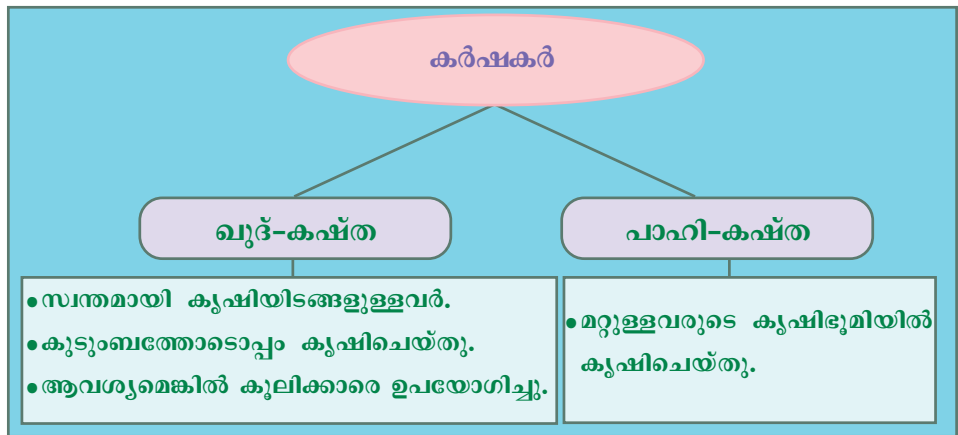 കർഷകർ
ഖുദ്-കഷ്ത
പാഹി-കഷ്ത
•സ്വന്തമായി കൃഷിയിടങ്ങളുള്ളവർ.
•കുടുംബത്തോടൊപ്പം കൃഷിചെയ്തു.
•ആവശ്യമെങ്കിൽ കൂലിക്കാരെ ഉപയോഗിച്ചു.
•മറ്റുള്ളവരുടെ കൃഷിഭൂമിയിൽ
കൃഷിചെയ്തു.